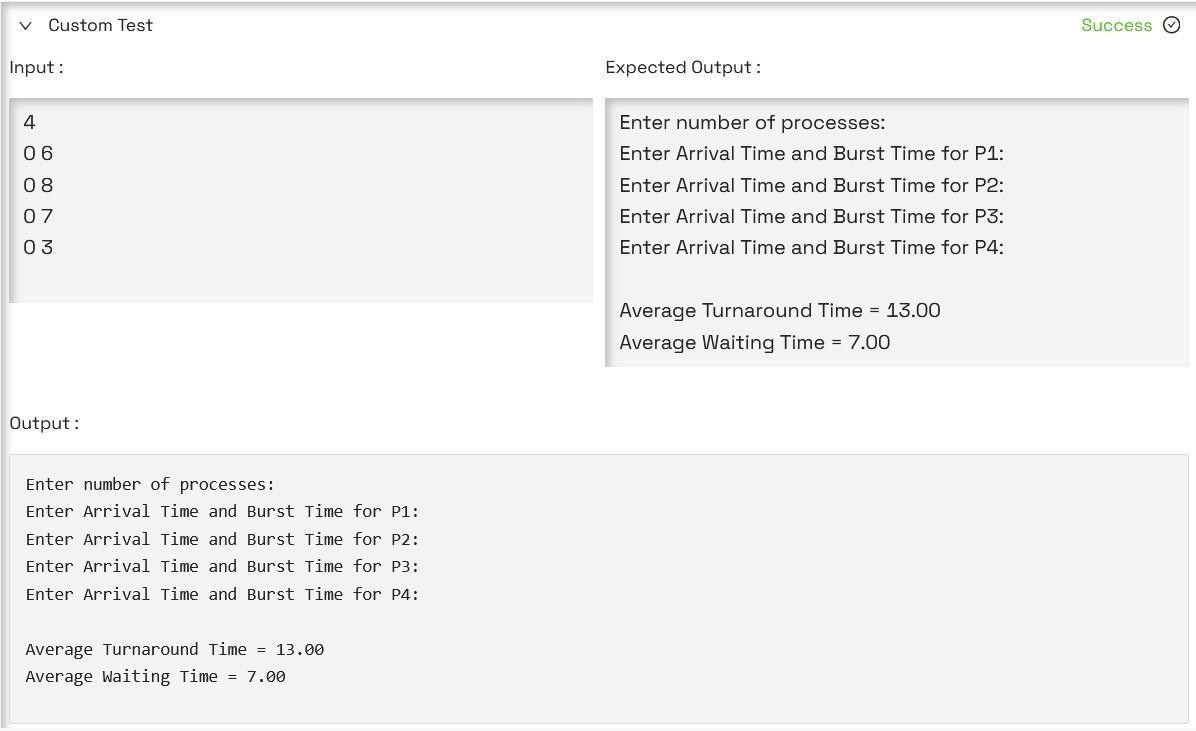 Custom Test
Success
Input :
4
0 6
0 8
0 7
0 3
Expected Output :
Enter number of processes:
Enter Arrival Time and Burst Time for P1:
Enter Arrival Time and Burst Time for P2:
Enter Arrival Time and Burst Time for P3:
Enter Arrival Time and Burst Time for P4:
Average Turnaround Time = 13.00
Average Waiting Time = 7.00
Output :
Enter number of processes:
Enter Arrival Time and Burst Time for P1:
Enter Arrival Time and Burst Time for P2:
Enter Arrival Time and Burst Time for P3:
Enter Arrival Time and Burst Time for P4:
Average Turnaround Time = 13.00
Average Waiting Time = 7.00